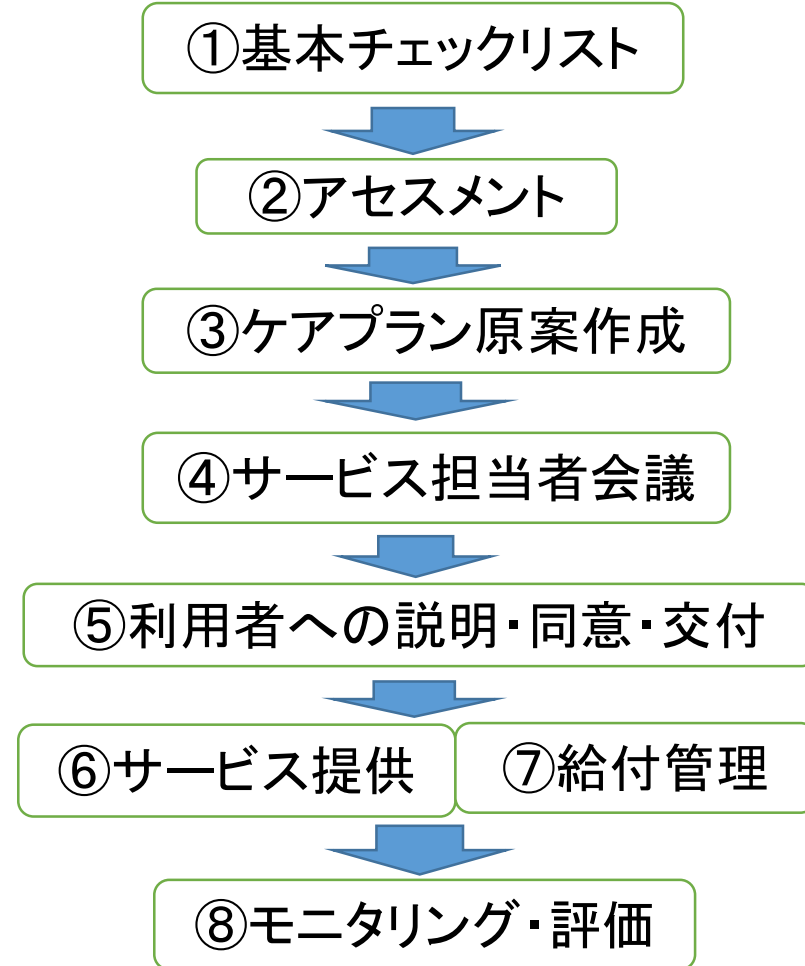 ①基本チェックリスト
②アセスメント
③ケアプラン原案作成
④サービス担当者会議
⑤利用者への説明・同意・交付
⑥サービス提供
⑦給付管理
⑧モニタリング・評価